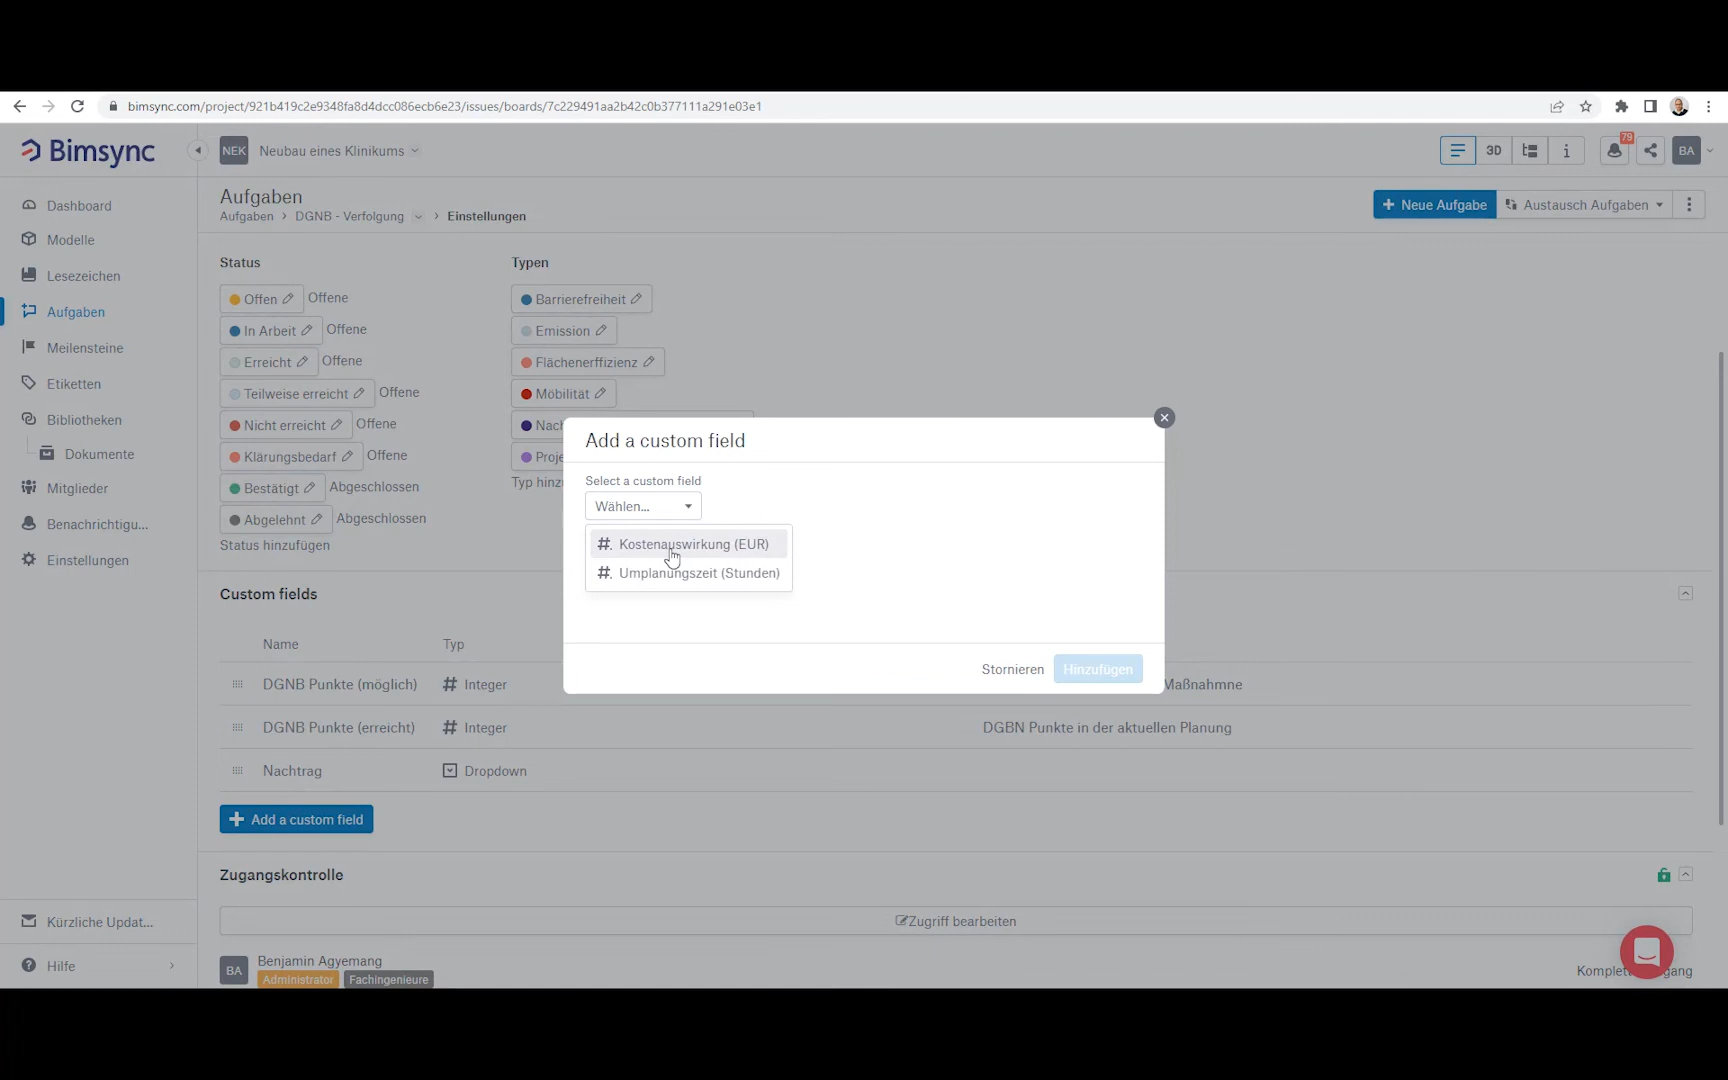 bimsync.com/project/921b419c2e9348fa8d4dcc086ecb6e23/issues/boards/7c229491aa2b42c0b377111a291e03e1
Bimsync
NEK Neubau eines Klinikums
3D
79
BA
Dashboard
Modelle
Lesezeichen
Aufgaben
Meilensteine
Etiketten
Bibliotheken
Dokumente
Mitglieder
Benachrichtigu...
Einstellungen
Kürzliche Updat...
Hilfe
Aufgaben
Aufgaben > DGNB - Verfolgung > Einstellungen
+ Neue Aufgabe
Austausch Aufgaben
Status
Offen Offene
In Arbeit Offene
Erreicht Offene
Teilweise erreicht Offene
Nicht erreicht Offene
Klärungsbedarf Offene
Bestätigt Abgeschlossen
Abgelehnt Abgeschlossen
Status hinzufügen
Typen
Barrierefreiheit
Emission
Flächenerffizienz
Möbilität
Nach
Proje
Typ hinz
Add a custom field
Select a custom field
Wählen...
#. Kostenauswirkung (EUR)
#. Umplanungszeit (Stunden)
Stornieren
Hinzufügen
Custom fields
Name Typ
DGNB Punkte (möglich) # Integer Maßnahmne
DGNB Punkte (erreicht) # Integer DGBN Punkte in der aktuellen Planung
Nachtrag Dropdown
+ Add a custom field
Zugangskontrolle
Zugriff bearbeiten
BA
Benjamin Agyemang
Administrator Fachingenieure